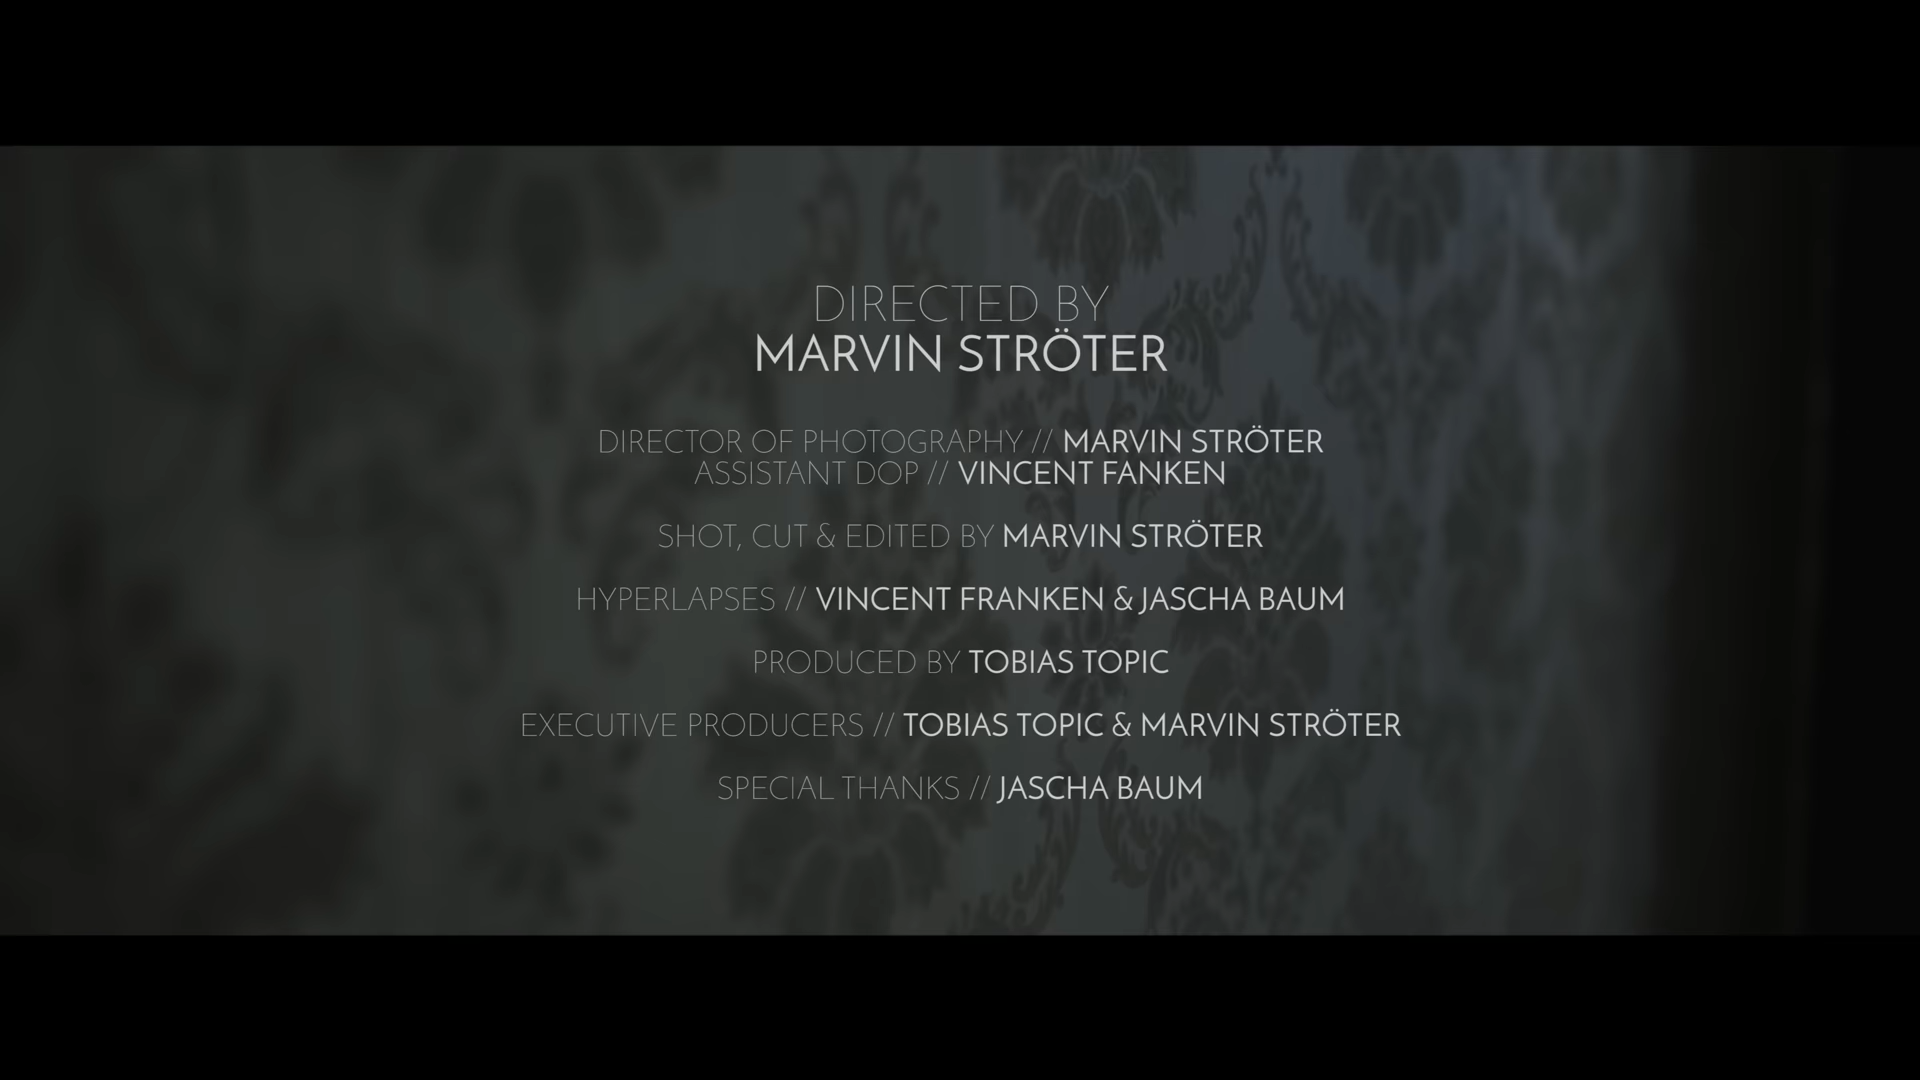 DIRECTED BY
MARVIN STRÖTER
DIRECTOR OF PHOTOGRAPHY // MARVIN STRÖTER
ASSISTANT DOP // VINCENT FANKEN
SHOT, CUT & EDITED BY MARVIN STRÖTER
HYPERLAPSES // VINCENT FRANKEN & JASCHA BAUM
PRODUCED BY TOBIAS TOPIC
EXECUTIVE PRODUCERS // TOBIAS TOPIC & MARVIN STRÖTER
SPECIAL THANKS // JASCHA BAUM